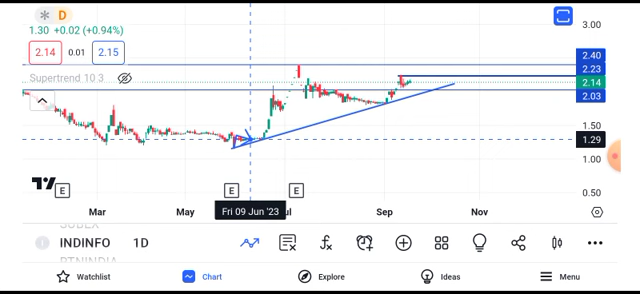 D
1.30 +0.02 (+0.94%)
2.14 0.01 2.15
Supertrend 10 3
3.00
2.40
2.23
2.14
2.03
1.50
1.29
1.00
0.50
E E E
Mar May Fri 09 Jun '23 ul Sep Nov
INDINFO 1D
Watchlist Chart Explore Ideas Menu